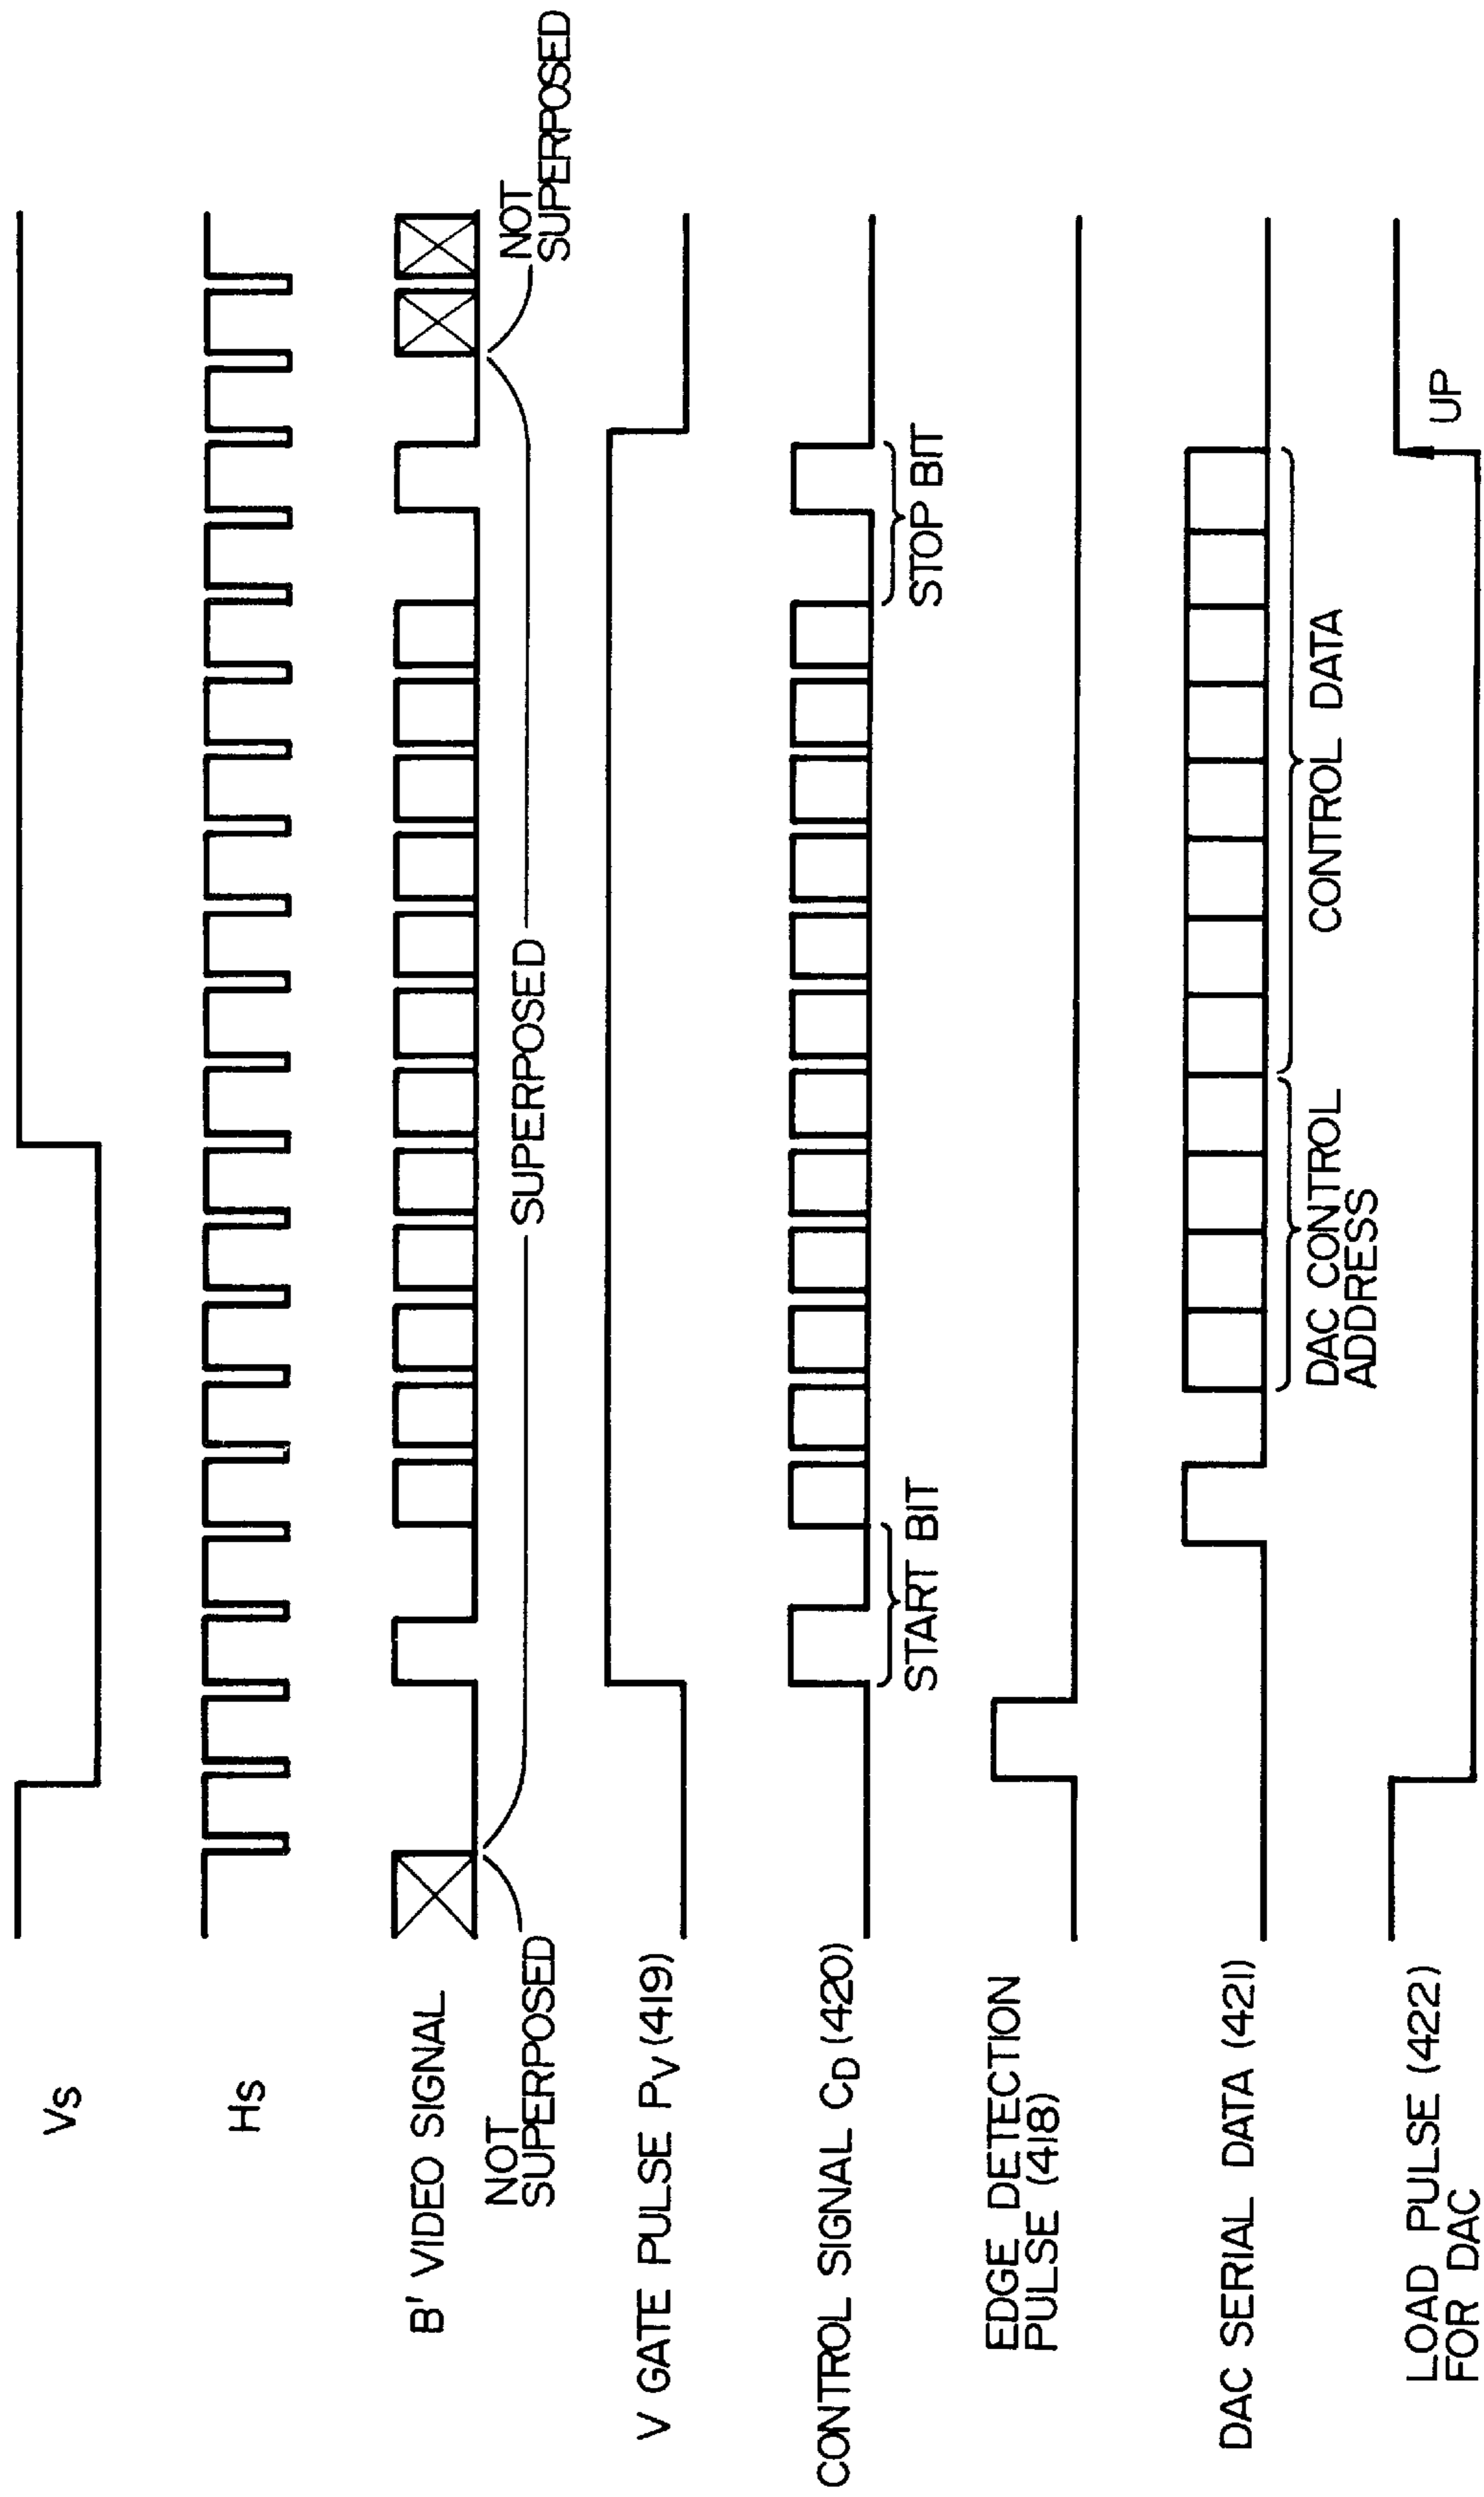 Vs
Hs
B' VIDEO SIGNAL
NOT
SUPERPOSED
SUPERPOSED
NOT
SUPERPOSED
V GATE PULSE PV (419)
CONTROL SIGNAL CD (420)
START BIT
STOP BIT
EDGE DETECTION
PULSE (418)
DAC SERIAL DATA (421)
DAC CONTROL
ADDRESS
CONTROL DATA
LOAD PULSE (422)
FOR DAC
UP